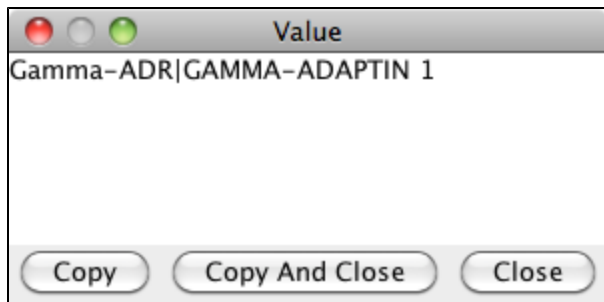 Value
Gamma-ADR|GAMMA-ADAPTIN 1
Copy
Copy And Close
Close